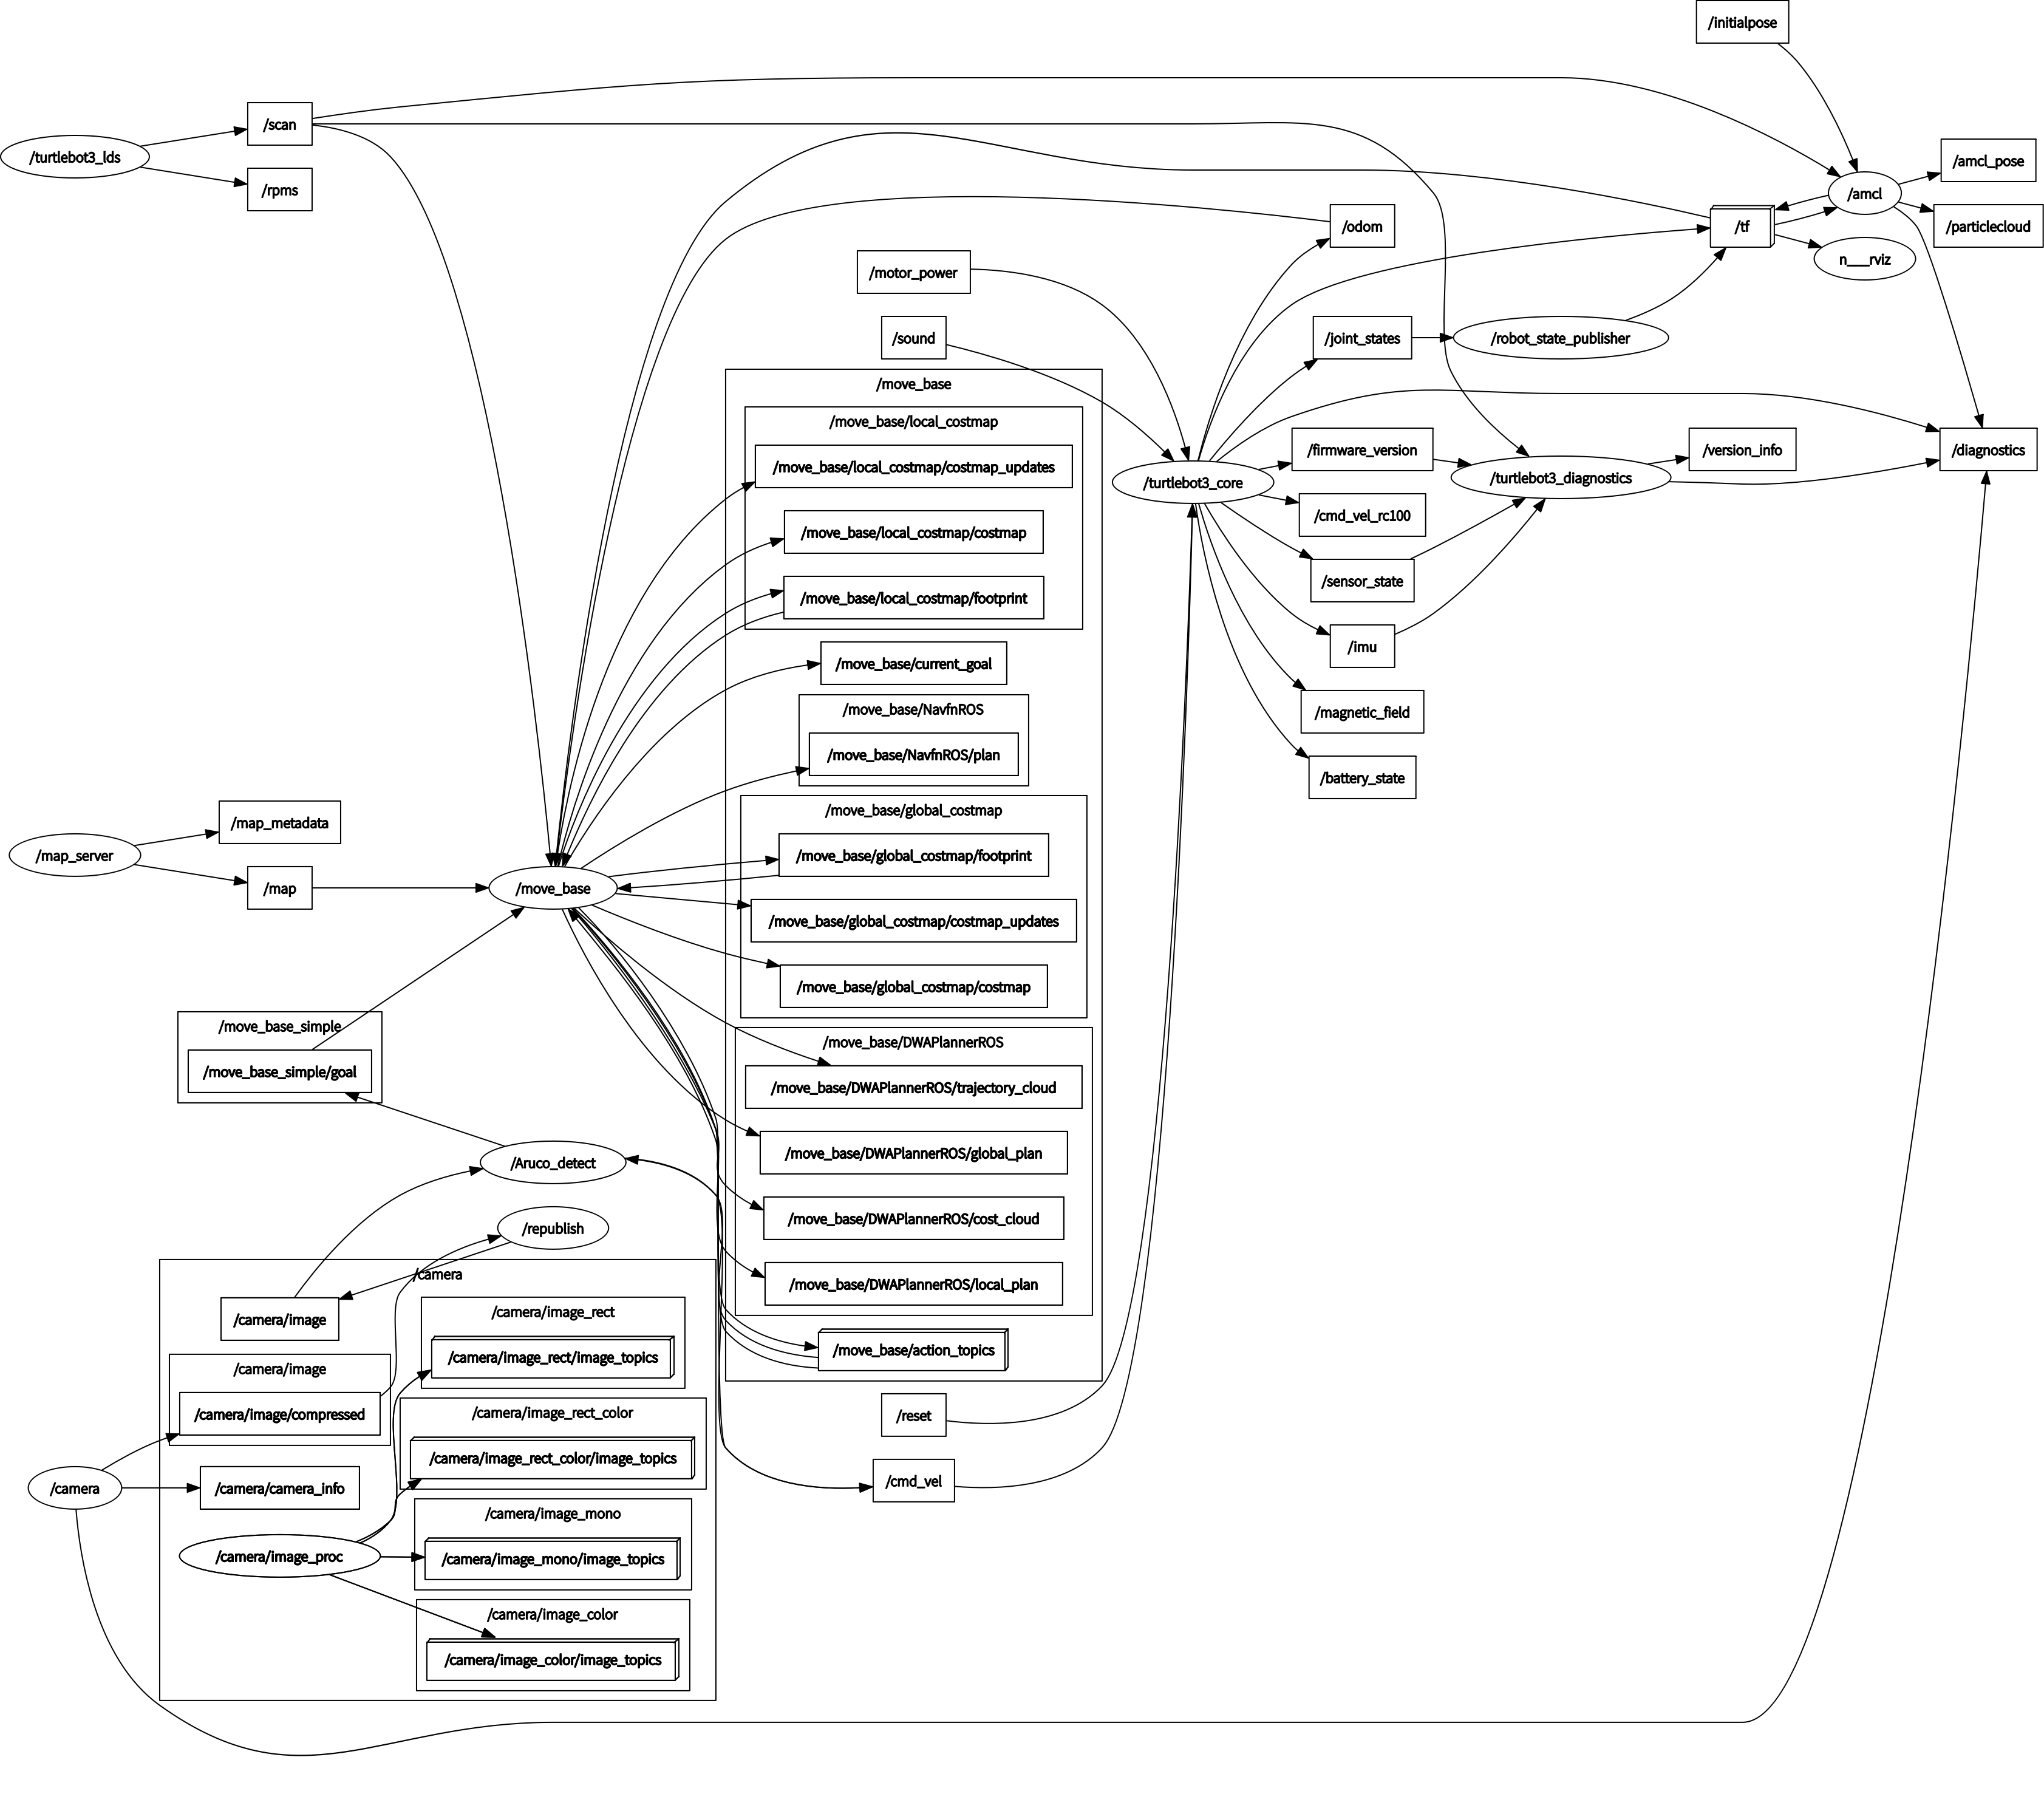 /initialpose
/scan
/turtlebot3_lds
/rpms
/amcl_pose
/amcl
/odom
/tf
/particlecloud
n___rviz
/motor_power
/sound
/joint_states
/robot_state_publisher
/move_base
/move_base/local_costmap
/move_base/local_costmap/costmap_updates
/move_base/local_costmap/costmap
/move_base/local_costmap/footprint
/move_base/current_goal
/move_base/NavfnROS
/move_base/NavfnROS/plan
/move_base/global_costmap
/move_base/global_costmap/footprint
/move_base/global_costmap/costmap_updates
/move_base/global_costmap/costmap
/move_base/DWAPlannerROS
/move_base/DWAPlannerROS/trajectory_cloud
/move_base/DWAPlannerROS/global_plan
/move_base/DWAPlannerROS/cost_cloud
/move_base/DWAPlannerROS/local_plan
/move_base/action_topics
/reset
/cmd_vel
/turtlebot3_core
/firmware_version
/cmd_vel_rc100
/sensor_state
/imu
/magnetic_field
/battery_state
/turtlebot3_diagnostics
/version_info
/diagnostics
/map_metadata
/map_server
/map
/move_base
/move_base_simple
/move_base_simple/goal
/Aruco_detect
/republish
/camera
/camera/image
/camera/image
/camera/image/compressed
/camera
/camera/camera_info
/camera/image_proc
/camera/image_rect
/camera/image_rect/image_topics
/camera/image_rect_color
/camera/image_rect_color/image_topics
/camera/image_mono
/camera/image_mono/image_topics
/camera/image_color
/camera/image_color/image_topics